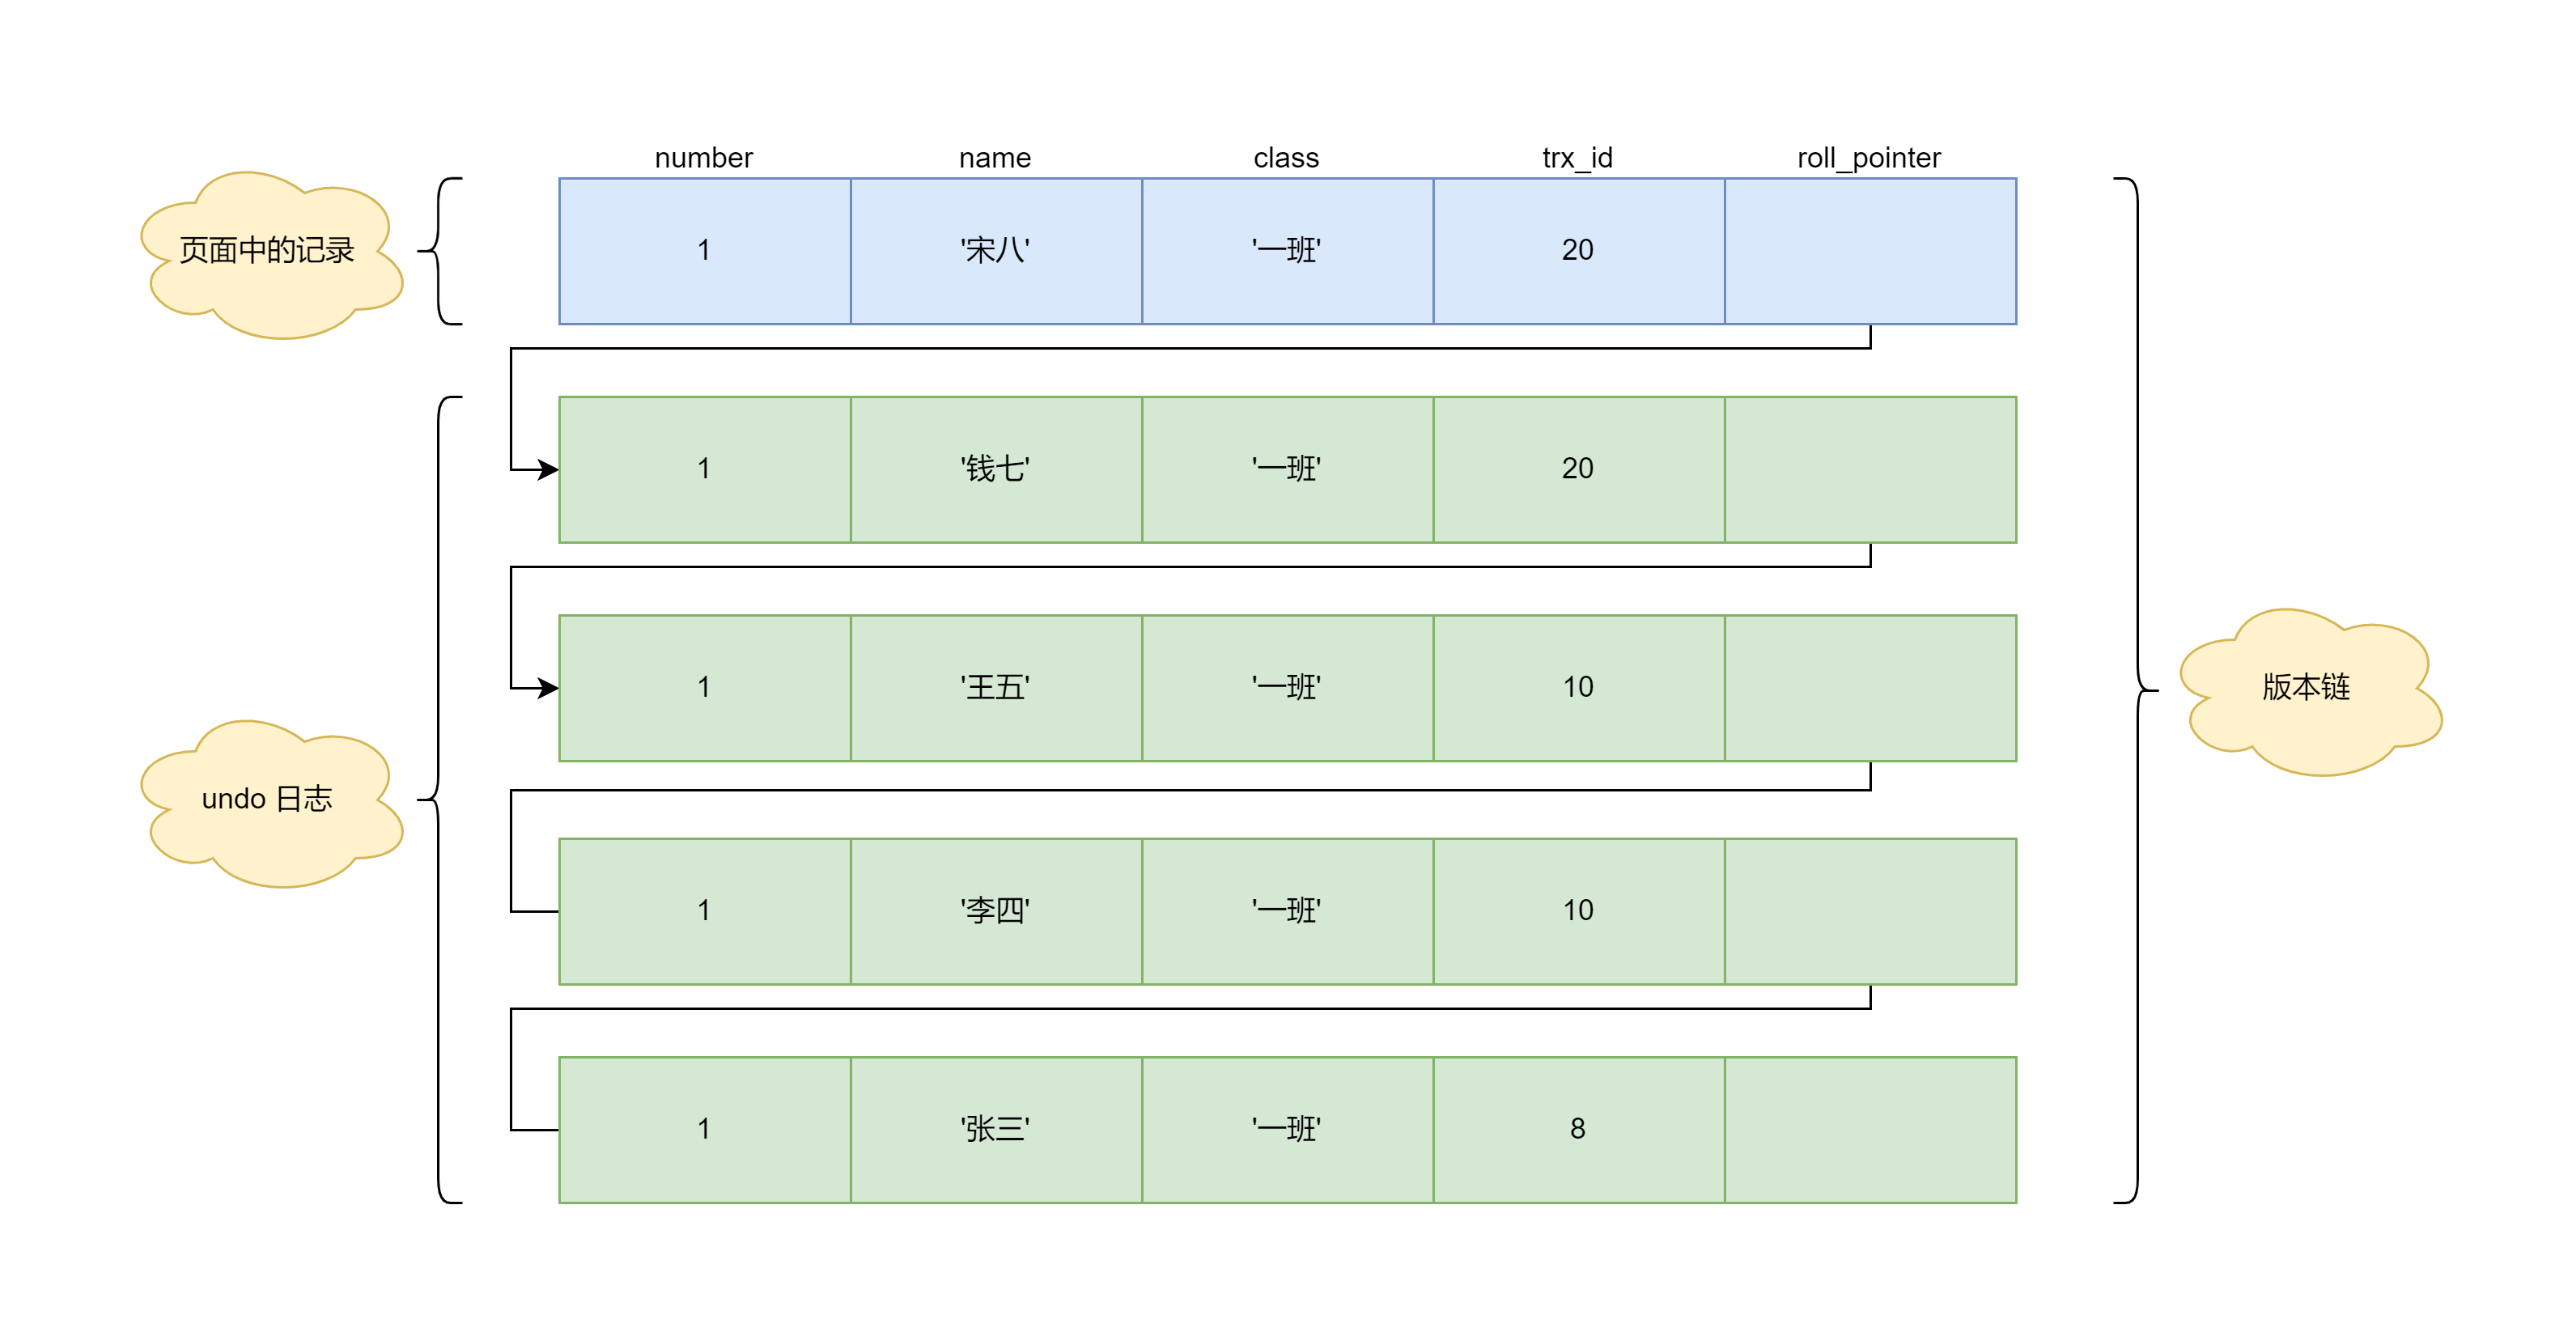 number name class trx_id roll_pointer
页面中的记录
1 '宋八' '一班' 20
1 '钱七' '一班' 20
1 '王五' '一班' 10
版本链
undo 日志
1 '李四' '一班' 10
1 '张三' '一班' 8